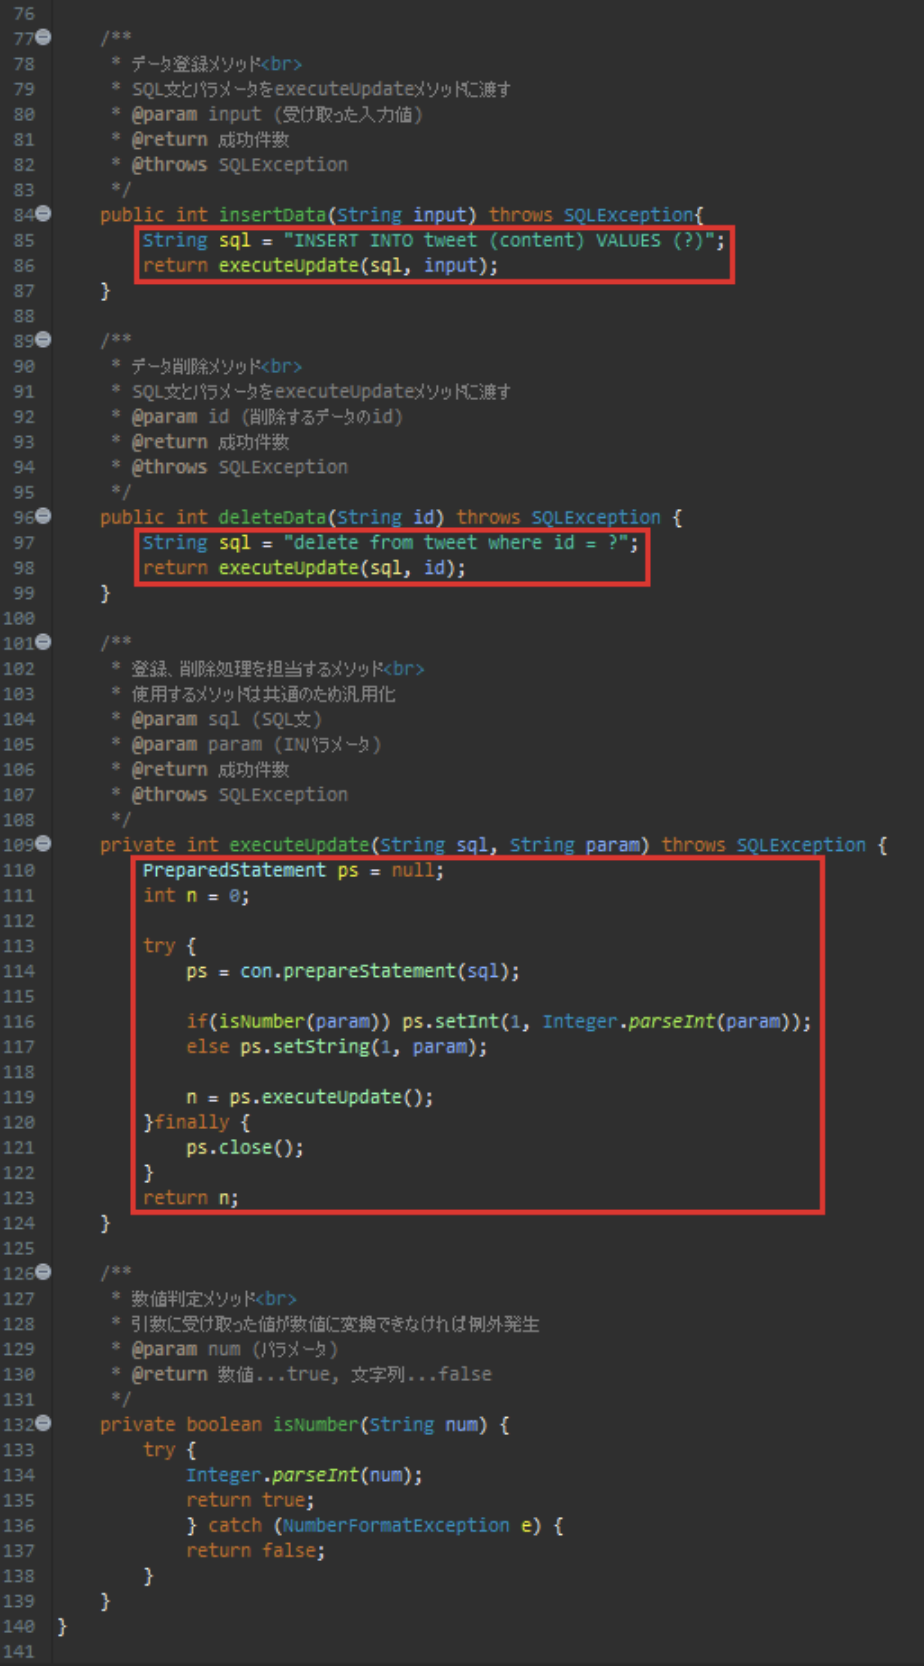 76
77 /**
78 * データ登録メソッド<br>
79 * SQL文とパラメータをexecuteUpdateメソッドに渡す
80 * @param input (受け取った入力値)
81 * @return 成功件数
82 * @throws SQLException
83 */
84 public int insertData(String input) throws SQLException{
85 String sql = "INSERT INTO tweet (content) VALUES (?)";
86 return executeUpdate(sql, input);
87 }
88
89 /**
90 * データ削除メソッド<br>
91 * SQL文とパラメータをexecuteUpdateメソッドに渡す
92 * @param id (削除するデータのid)
93 * @return 成功件数
94 * @throws SQLException
95 */
96 public int deleteData(String id) throws SQLException {
97 String sql = "delete from tweet where id = ?";
98 return executeUpdate(sql, id);
99 }
100
101 /**
102 * 登録、削除処理を担当するメソッド<br>
103 * 使用するメソッドは共通のため汎用化
104 * @param sql (SQL文)
105 * @param param (INパラメータ)
106 * @return 成功件数
107 * @throws SQLException
108 */
109 private int executeUpdate(String sql, String param) throws SQLException {
110 PreparedStatement ps = null;
111 int n = 0;
112
113 try {
114 ps = con.prepareStatement(sql);
115
116 if(isNumber(param)) ps.setInt(1, Integer.parseInt(param));
117 else ps.setString(1, param);
118
119 n = ps.executeUpdate();
120 }finally {
121 ps.close();
122 }
123 return n;
124 }
125
126 /**
127 * 数値判定メソッド<br>
128 * 引数に受け取った値が数値に変換できなければ例外発生
129 * @param num (パラメータ)
130 * @return 数値...true, 文字列...false
131 */
132 private boolean isNumber(String num) {
133 try {
134 Integer.parseInt(num);
135 return true;
136 } catch (NumberFormatException e) {
137 return false;
138 }
139 }
140 }
141